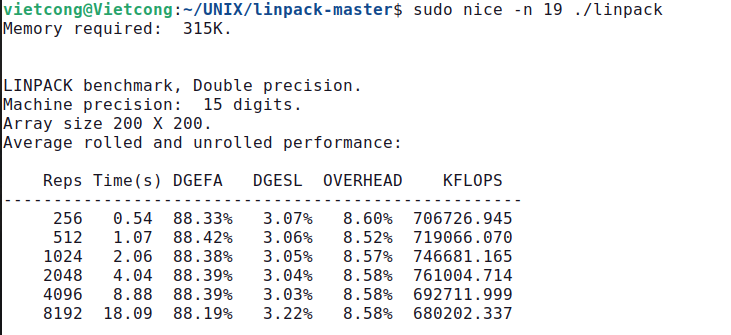 vietcong@Vietcong:~/UNIX/linpack-master$ sudo nice -n 19 ./linpack
Memory required:  315K.
LINPACK benchmark, Double precision.
Machine precision:  15 digits.
Array size 200 X 200.
Average rolled and unrolled performance:
    Reps Time(s) DGEFA   DGESL  OVERHEAD    KFLOPS
----------------------------------------------------
     256   0.54  88.33%   3.07%   8.60%  706726.945
     512   1.07  88.42%   3.06%   8.52%  719066.070
    1024   2.06  88.38%   3.05%   8.57%  746681.165
    2048   4.04  88.39%   3.04%   8.58%  761004.714
    4096   8.88  88.39%   3.03%   8.58%  692711.999
    8192  18.09  88.19%   3.22%   8.58%  680202.337